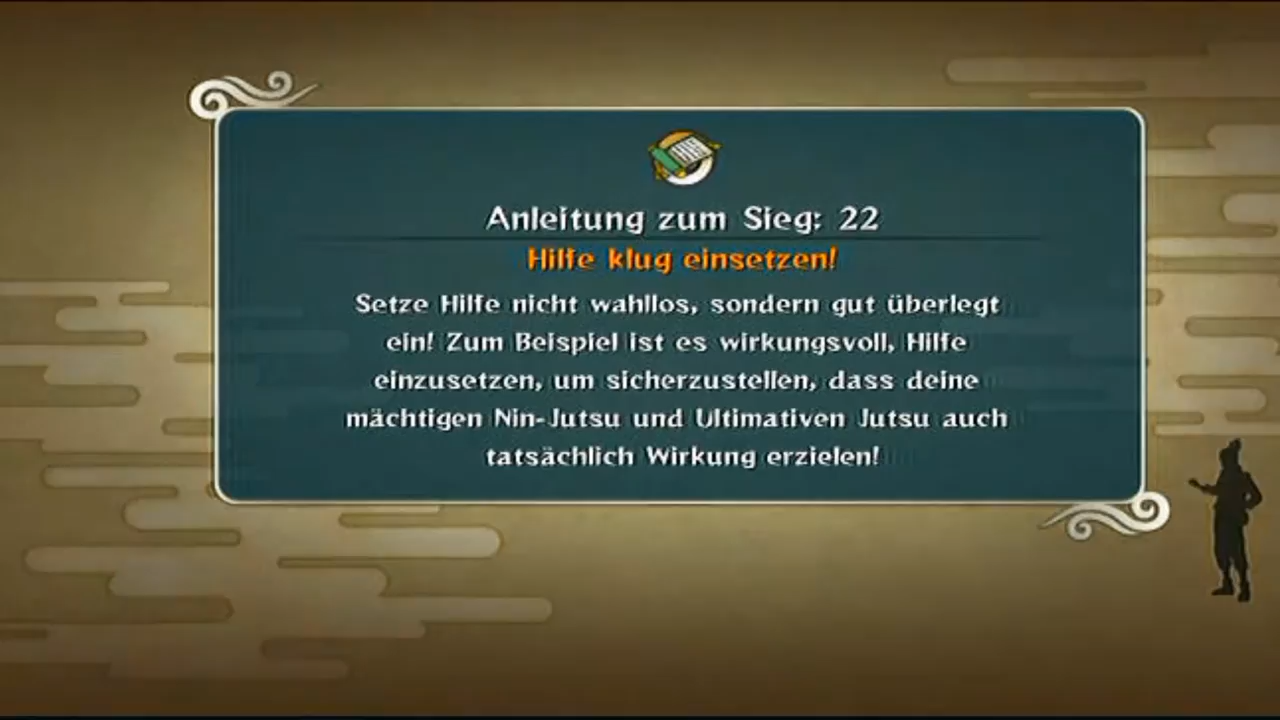 Anleitung zum Sieg: 22
Hilfe klug einsetzen!
Setze Hilfe nicht wahllos, sondern gut überlegt
ein! Zum Beispiel ist es wirkungsvoll, Hilfe
einzusetzen, um sicherzustellen, dass deine
mächtigen Nin-Jutsu und Ultimativen Jutsu auch
tatsächlich Wirkung erzielen!